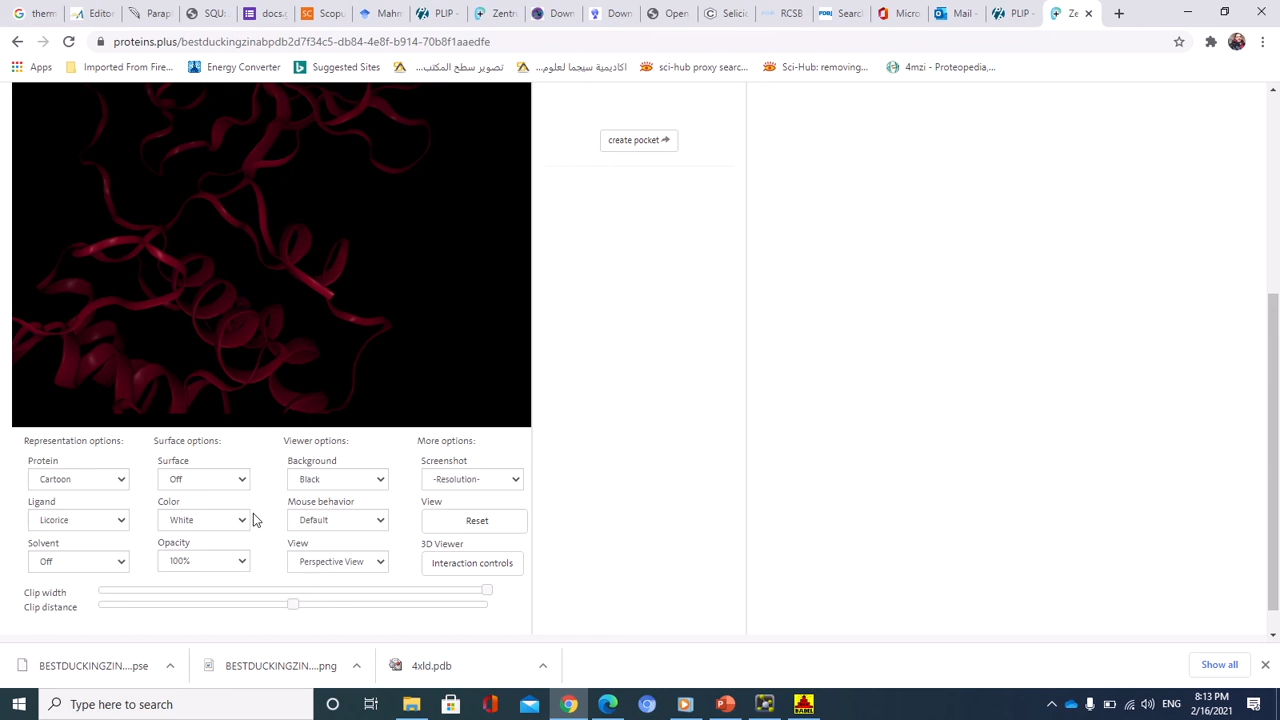 therm
Editor
Parap
SQU:
docs.g
Scopu
Mahn
PLIP -
Zentr
Down
Down
Open
Selicic
RCSB
Searc
Micro
Mail -
PLIP -
Ze
proteins.plus/bestduckingzinabpdb2d7f34c5-db84-4e8f-b914-70b8f1aaedfe
Apps
Imported From Fire...
Energy Converter
Suggested Sites
تصوير سطح المكتب...
اكاديمية سيجما لعلوم...
sci-hub proxy searc...
Sci-Hub: removing...
4mzi - Proteopedia,...
create pocket
Representation options:
Surface options:
Viewer options:
More options:
Protein
Surface
Background
Screenshot
Cartoon
Off
Black
-Resolution-
Ligand
Color
Mouse behavior
View
Licorice
White
Default
Reset
Solvent
Opacity
View
3D Viewer
Off
100%
Perspective View
Interaction controls
Clip width
Clip distance
BESTDUCKINGZIN....pse
BESTDUCKINGZIN....png
4xld.pdb
Show all
Type here to search
BABEL
ENG
8:13 PM
2/16/2021